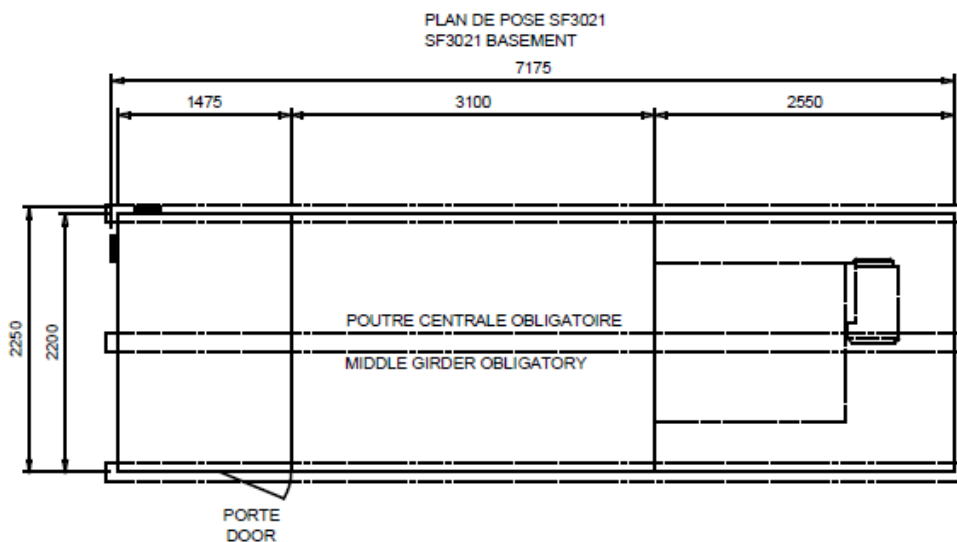 PLAN DE POSE SF3021
SF3021 BASEMENT
7175
1475
3100
2550
2250
2200
POUTRE CENTRALE OBLIGATOIRE
MIDDLE GIRDER OBLIGATORY
PORTE
DOOR